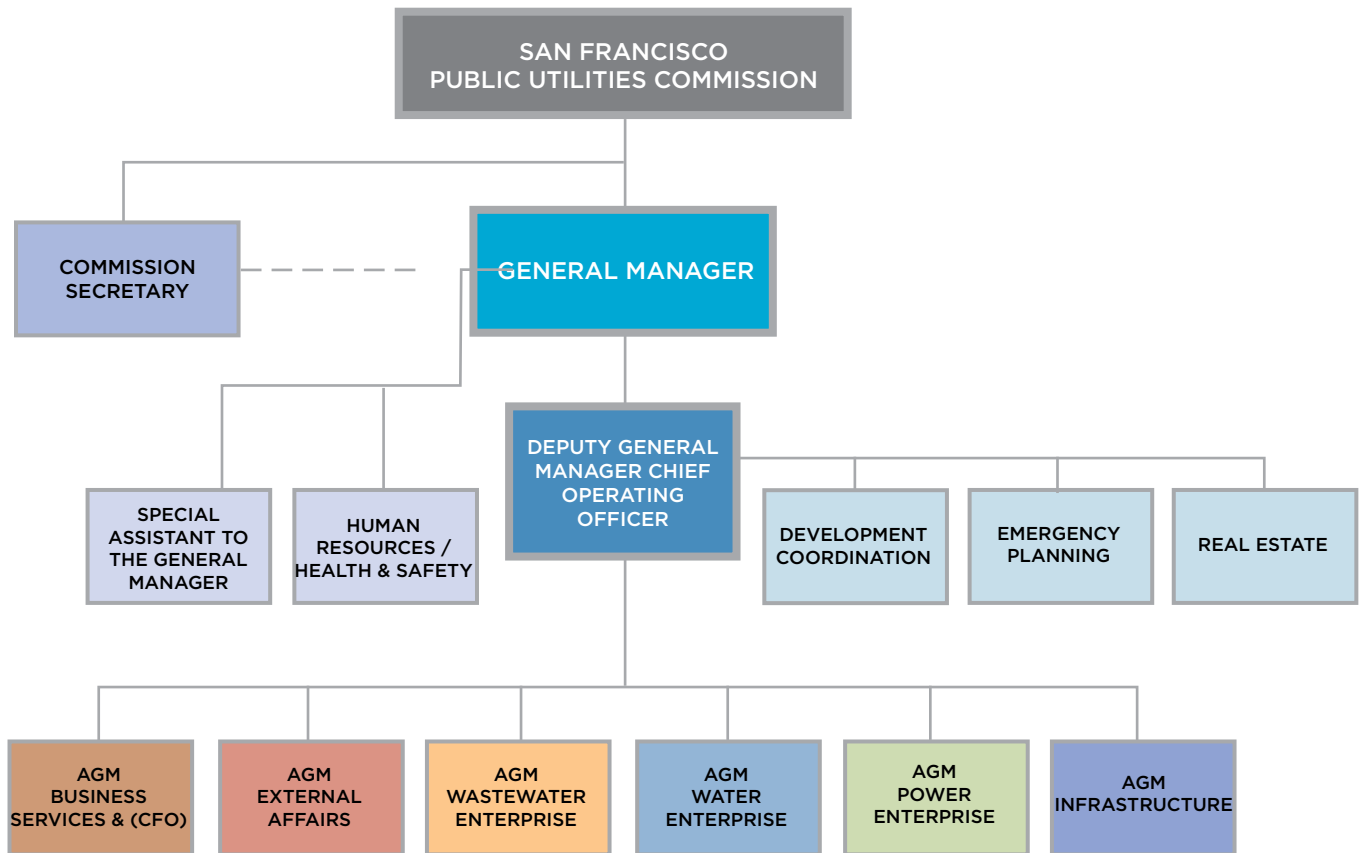 SAN FRANCISCO
PUBLIC UTILITIES COMMISSION
COMMISSION
SECRETARY
GENERAL MANAGER
DEPUTY GENERAL
MANAGER CHIEF
OPERATING
OFFICER
SPECIAL
ASSISTANT TO
THE GENERAL
MANAGER
HUMAN
RESOURCES /
HEALTH & SAFETY
DEVELOPMENT
COORDINATION
EMERGENCY
PLANNING
REAL ESTATE
AGM
BUSINESS
SERVICES & (CFO)
AGM
EXTERNAL
AFFAIRS
AGM
WASTEWATER
ENTERPRISE
AGM
WATER
ENTERPRISE
AGM
POWER
ENTERPRISE
AGM
INFRASTRUCTURE